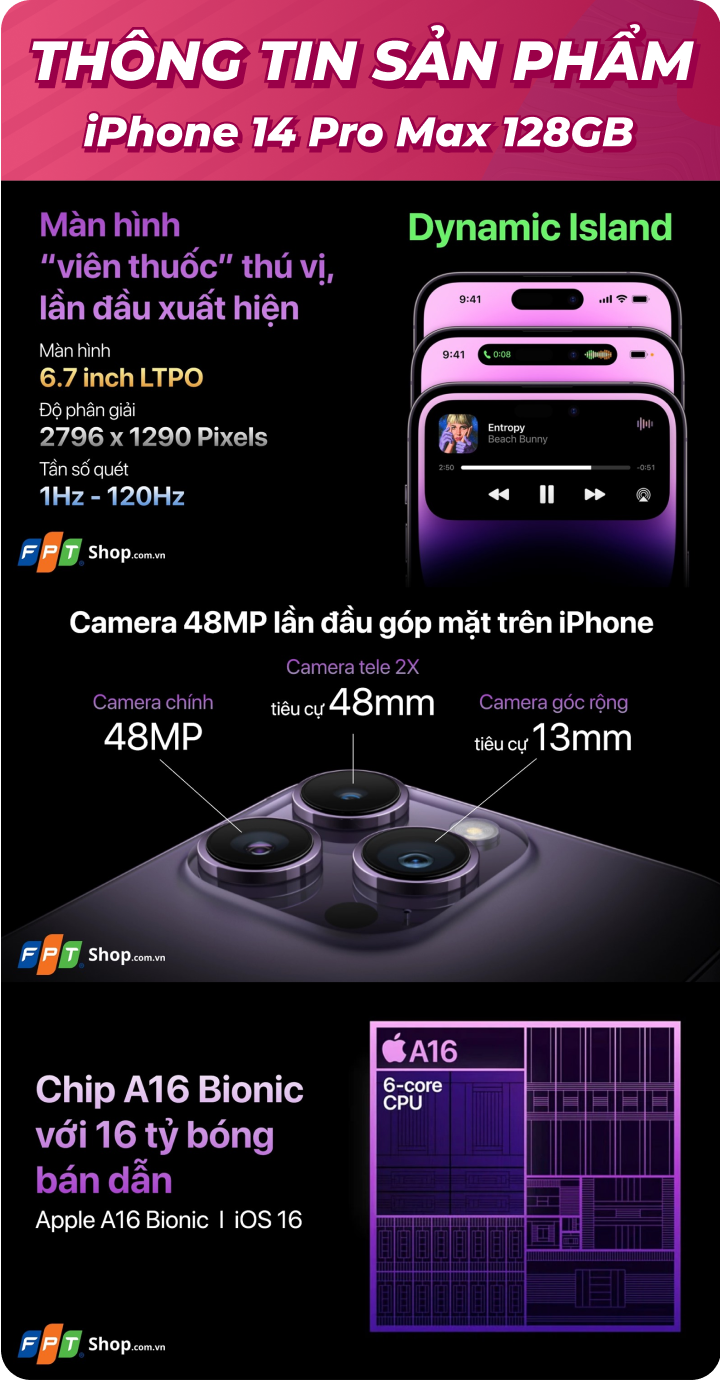 THÔNG TIN SẢN PHẨM
iPhone 14 Pro Max 128GB
Màn hình
“viên thuốc” thú vị,
lần đầu xuất hiện
Màn hình
6.7 inch LTPO
Độ phân giải
2796 x 1290 Pixels
Tần số quét
1Hz - 120Hz
Dynamic Island
9:41
9:41
0:08
Entropy
Beach Bunny
2:50
-0:51
FPT Shop.com.vn
Camera 48MP lần đầu góp mặt trên iPhone
Camera tele 2X
tiêu cự 48mm
Camera chính
48MP
Camera góc rộng
tiêu cự 13mm
FPT Shop.com.vn
Chip A16 Bionic
với 16 tỷ bóng
bán dẫn
Apple A16 Bionic I iOS 16
A16
6-core
CPU
FPT Shop.com.vn